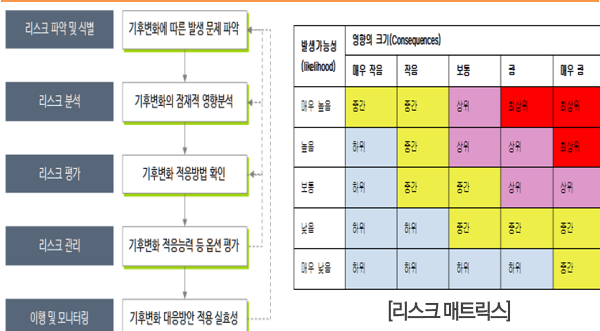 리스크 파악 및 식별
기후변화에 따른 발생 문제 파악
리스크 분석
기후변화의 잠재적 영향분석
리스크 평가
기후변화 적응방법 확인
리스크 관리
기후변화 적응능력 등 옵션 평가
이행 및 모니터링
기후변화 대응방안 적용 실효성
발생가능성 (likelihood)
영향의 크기(Consequences)
매우 작음 작음 보통 큼 매우 큼
매우 높음 중간 중간 상위 최상위 최상위
높음 하위 중간 상위 상위 최상위
보통 하위 중간 중간 상위 상위
낮음 하위 하위 중간 중간 중간
매우 낮음 하위 하위 하위 하위 중간
[리스크 매트릭스]